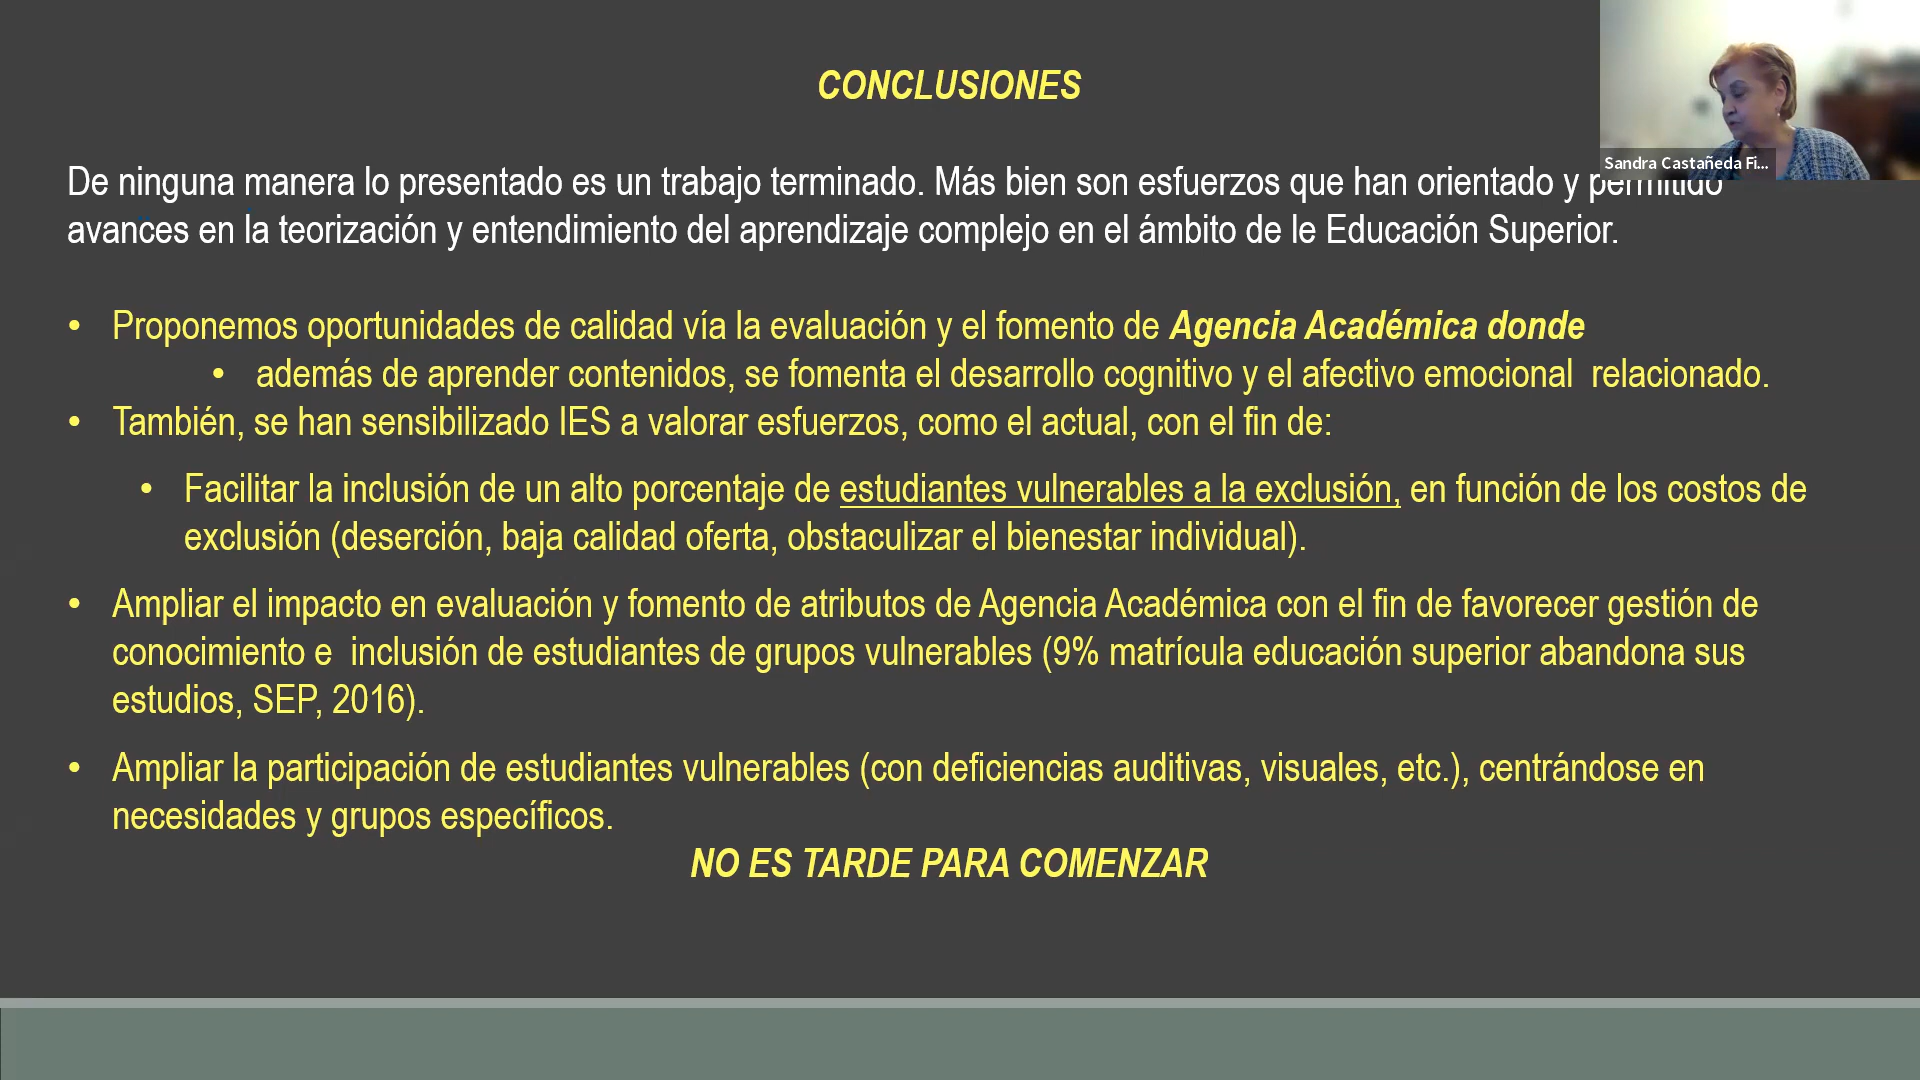 CONCLUSIONES
Sandra Castañeda Fi...
De ninguna manera lo presentado es un trabajo terminado. Más bien son esfuerzos que han orientado y permitido
avances en la teorización y entendimiento del aprendizaje complejo en el ámbito de le Educación Superior.
• Proponemos oportunidades de calidad vía la evaluación y el fomento de Agencia Académica donde
• además de aprender contenidos, se fomenta el desarrollo cognitivo y el afectivo emocional  relacionado.
• También, se han sensibilizado IES a valorar esfuerzos, como el actual, con el fin de:
• Facilitar la inclusión de un alto porcentaje de estudiantes vulnerables a la exclusión, en función de los costos de
exclusión (deserción, baja calidad oferta, obstaculizar el bienestar individual).
• Ampliar el impacto en evaluación y fomento de atributos de Agencia Académica con el fin de favorecer gestión de
conocimiento e  inclusión de estudiantes de grupos vulnerables (9% matrícula educación superior abandona sus
estudios, SEP, 2016).
• Ampliar la participación de estudiantes vulnerables (con deficiencias auditivas, visuales, etc.), centrándose en
necesidades y grupos específicos.
NO ES TARDE PARA COMENZAR